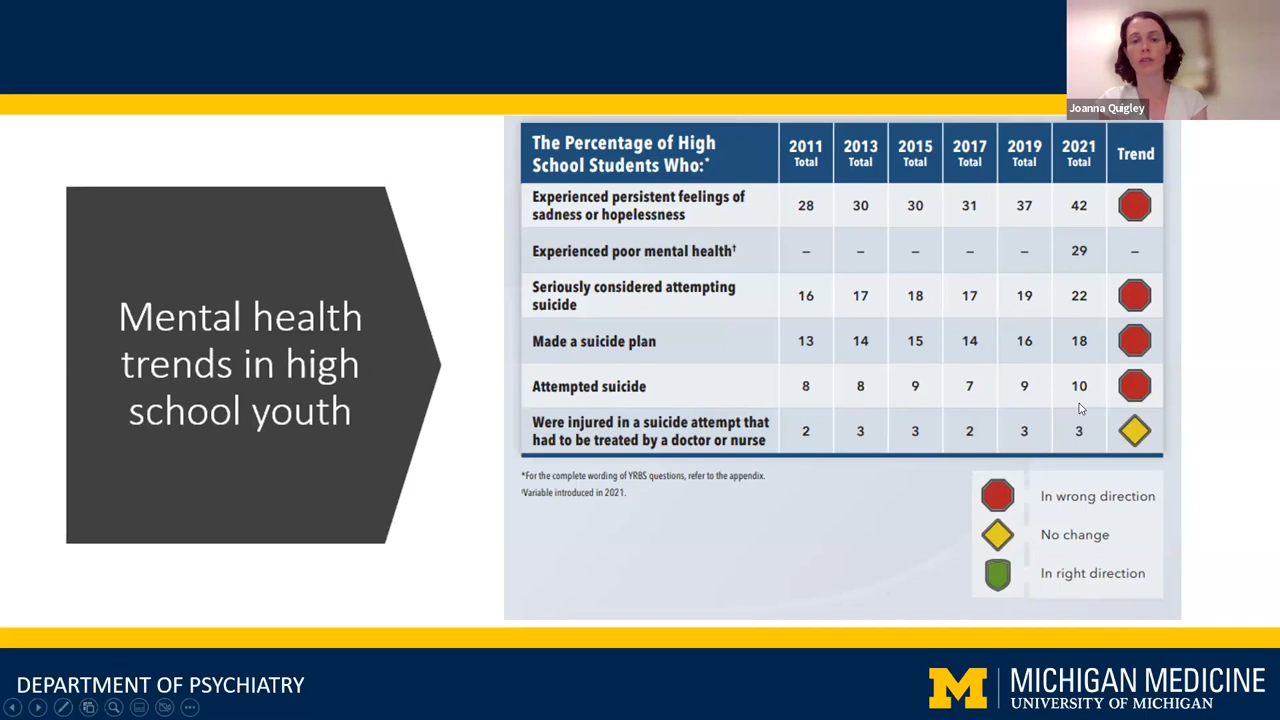 Joanna Quigley
Mental health
trends in high
school youth
The Percentage of High
School Students Who:*
2011 Total
2013 Total
2015 Total
2017 Total
2019 Total
2021 Total
Trend
Experienced persistent feelings of
sadness or hopelessness
28 30 30 31 37 42
Experienced poor mental health†
– – – – – 29 –
Seriously considered attempting
suicide
16 17 18 17 19 22
Made a suicide plan
13 14 15 14 16 18
Attempted suicide
8 8 9 7 9 10
Were injured in a suicide attempt that
had to be treated by a doctor or nurse
2 3 3 2 3 3
*For the complete wording of YRBS questions, refer to the appendix.
†Variable introduced in 2021.
In wrong direction
No change
In right direction
DEPARTMENT OF PSYCHIATRY
M
MICHIGAN MEDICINE
UNIVERSITY OF MICHIGAN